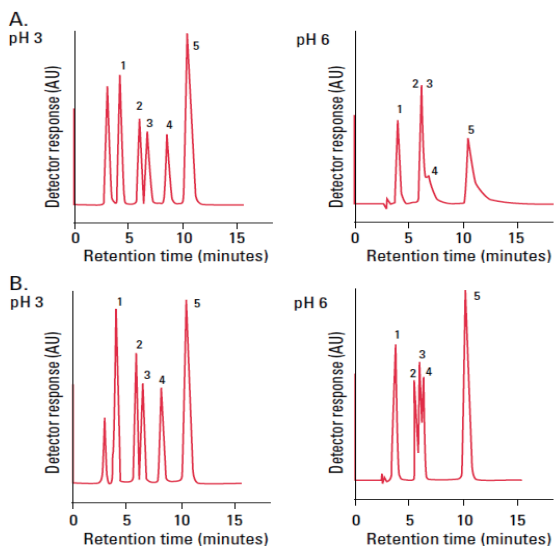 A.
pH 3
Detector response (AU)
1
2
3
4
5
0 5 10 15
Retention time (minutes)
pH 6
Detector response (AU)
1
2 3
4
5
0 5 10 15
Retention time (minutes)
B.
pH 3
Detector response (AU)
1
2
3
4
5
0 5 10 15
Retention time (minutes)
pH 6
Detector response (AU)
1
2
3
4
5
0 5 10 15
Retention time (minutes)